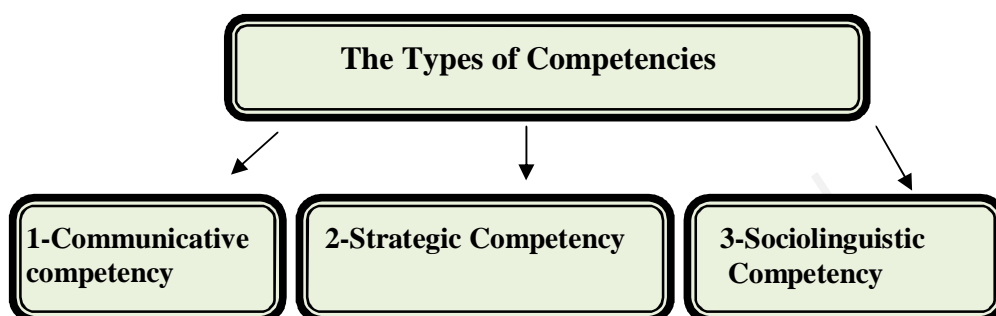 The Types of Competencies
1-Communicative
competency
2-Strategic Competency
3-Sociolinguistic
Competency